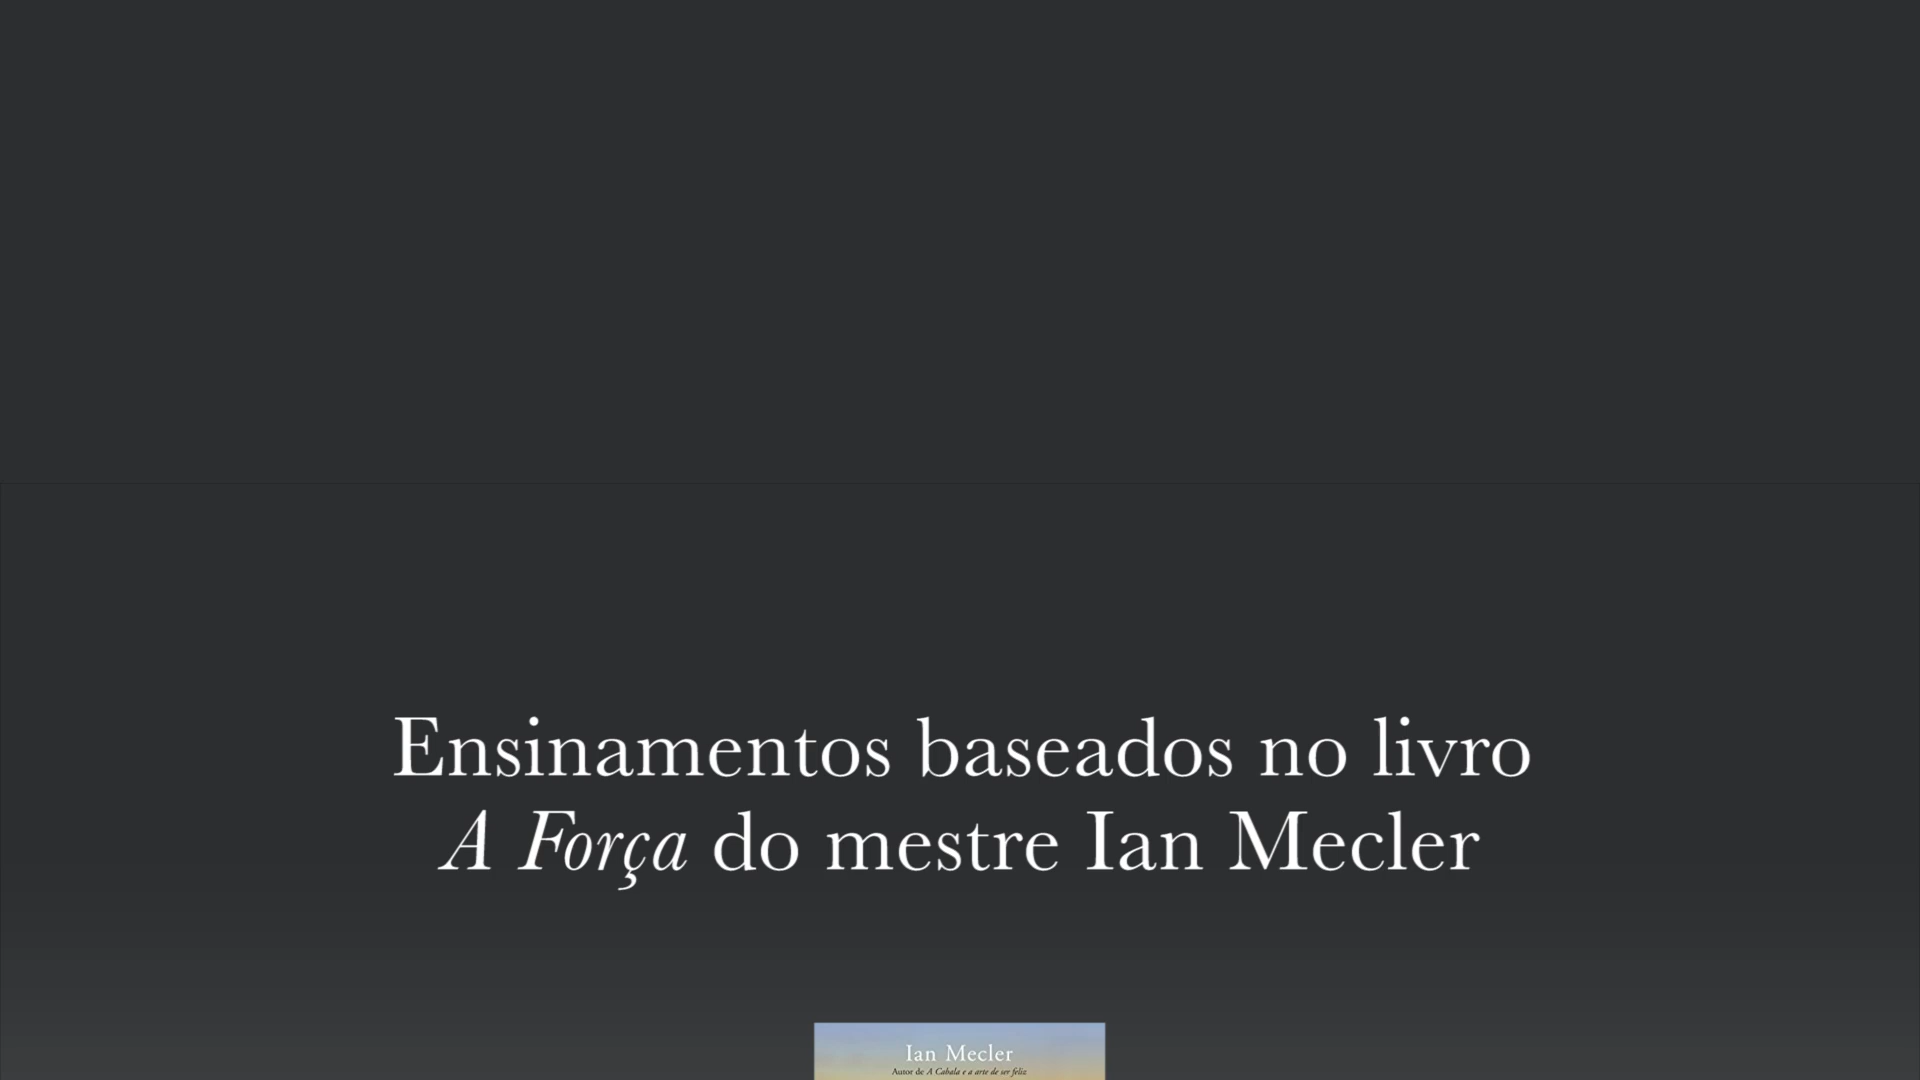 Ensinamentos baseados no livro
A Força do mestre Ian Mecler
Ian Mecler
Autor de A Cabala e a arte de ser feliz